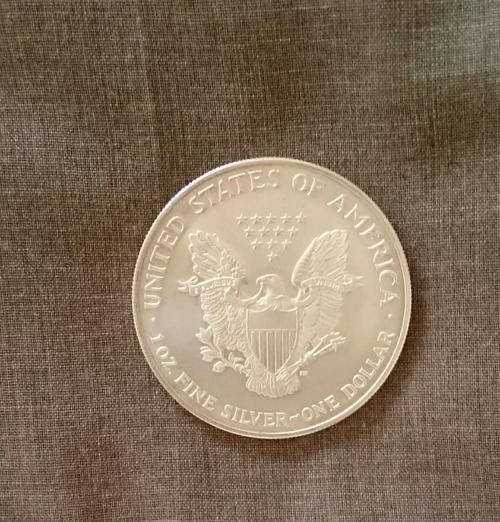 UNITED STATES OF AMERICA
1 OZ. FINE SILVER~ONE DOLLAR